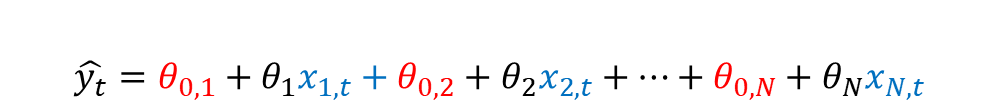 ŷ_t = θ_{0,1} + θ_1 x_{1,t} + θ_{0,2} + θ_2 x_{2,t} + ⋯ + θ_{0,N} + θ_N x_{N,t}